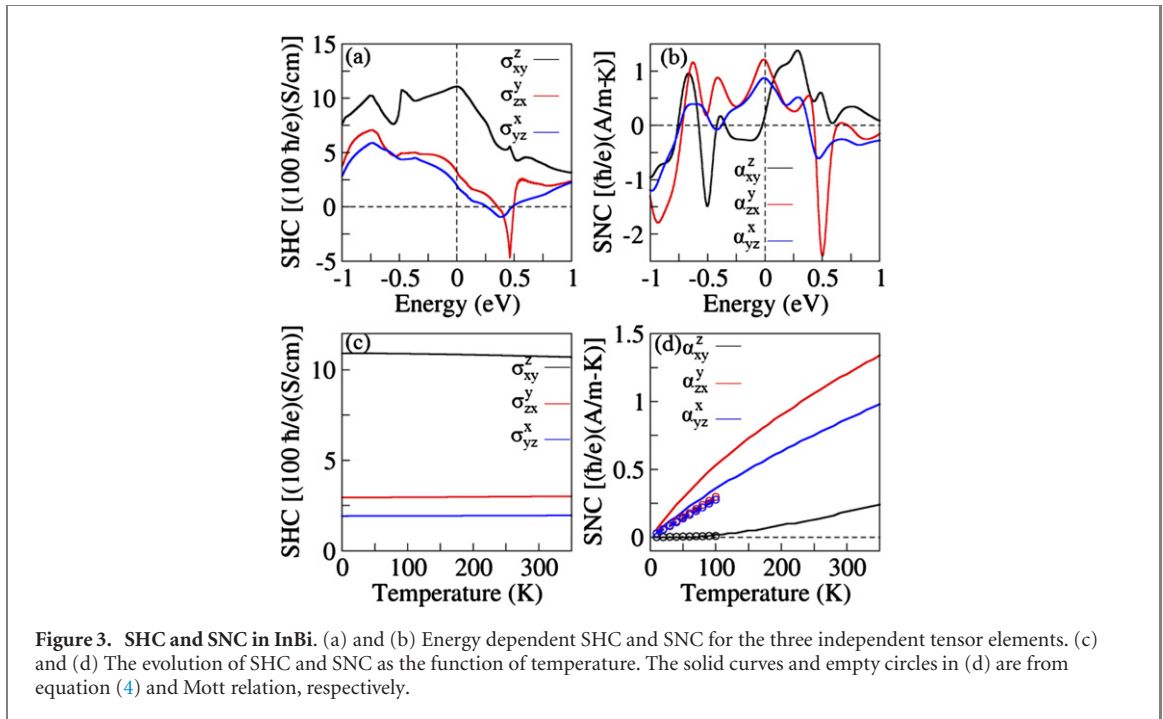 (a)
SHC [(100 ħ/e)(S/cm)]
15
10
5
0
-5
σ^z_xy
σ^y_zx
σ^x_yz
-1 -0.5 0 0.5 1
Energy (eV)
(b)
SNC [(ħ/e)(A/m-K)]
1
0
-1
-2
α^z_xy
α^y_zx
α^x_yz
-1 -0.5 0 0.5 1
Energy (eV)
(c)
SHC [(100 ħ/e)(S/cm)]
10
5
0
σ^z_xy
σ^y_zx
σ^x_yz
0 100 200 300
Temperature (K)
(d)
SNC [(ħ/e)(A/m-K)]
1.5
1
0.5
0
α^z_xy
α^y_zx
α^x_yz
0 100 200 300
Temperature (K)
Figure 3. SHC and SNC in InBi. (a) and (b) Energy dependent SHC and SNC for the three independent tensor elements. (c)
and (d) The evolution of SHC and SNC as the function of temperature. The solid curves and empty circles in (d) are from
equation (4) and Mott relation, respectively.